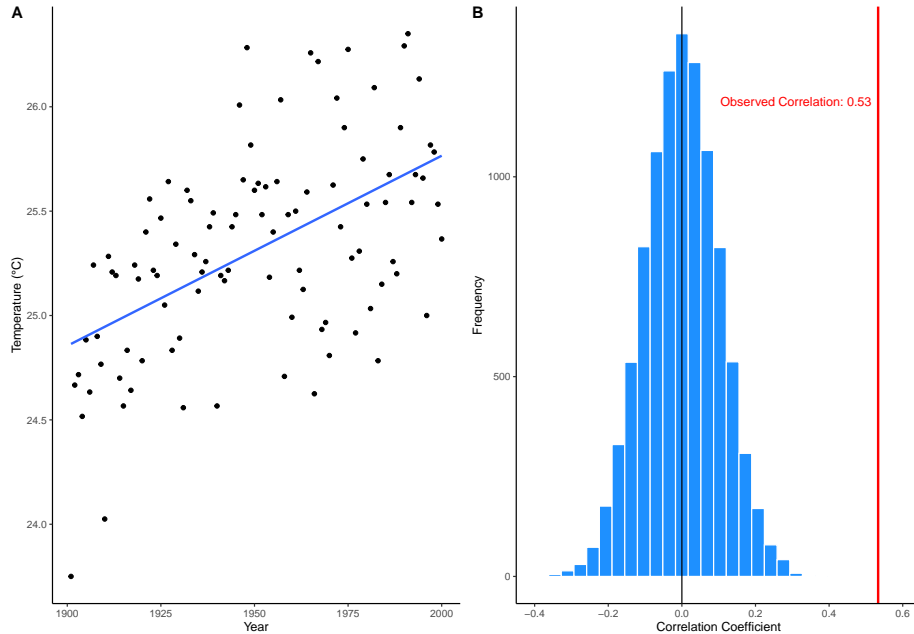 A
26.0
25.5
25.0
24.5
24.0
Temperature (°C)
1900
1925
1950
1975
2000
Year
B
Observed Correlation: 0.53
1000
500
0
Frequency
−0.4
−0.2
0.0
0.2
0.4
0.6
Correlation Coefficient